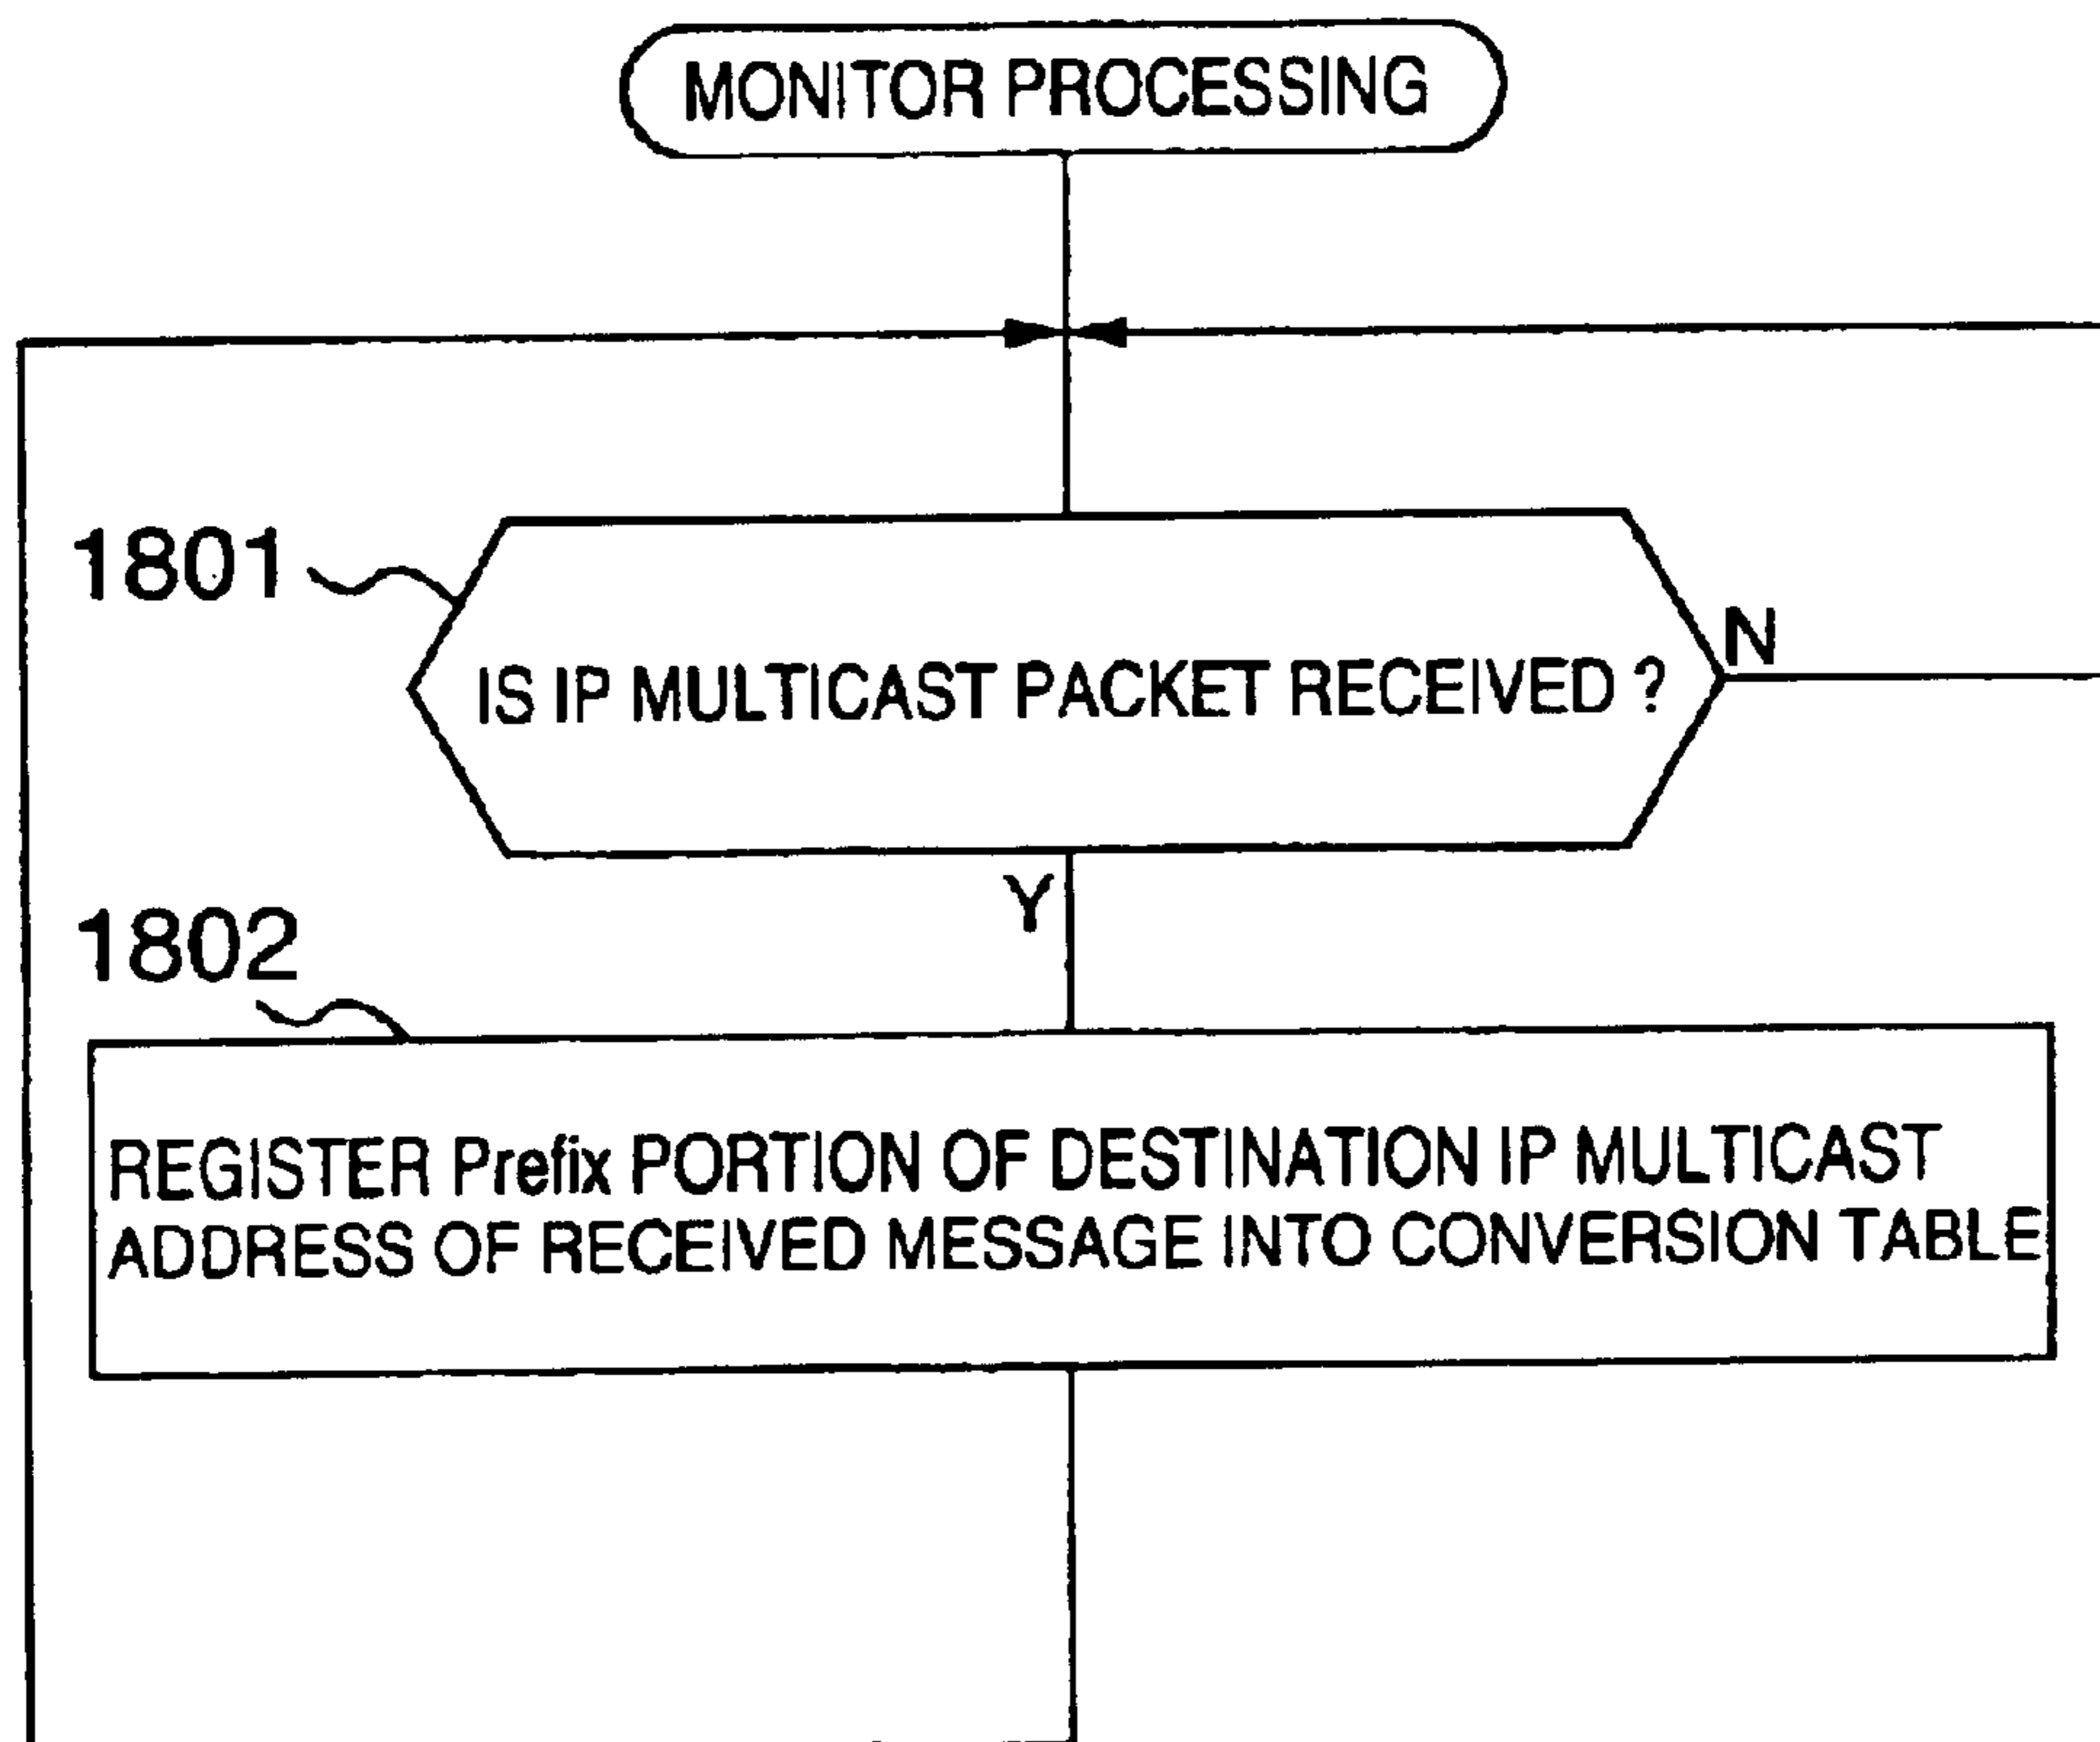 MONITOR PROCESSING
1801
IS IP MULTICAST PACKET RECEIVED ?
N
Y
1802
REGISTER Prefix PORTION OF DESTINATION IP MULTICAST
ADDRESS OF RECEIVED MESSAGE INTO CONVERSION TABLE